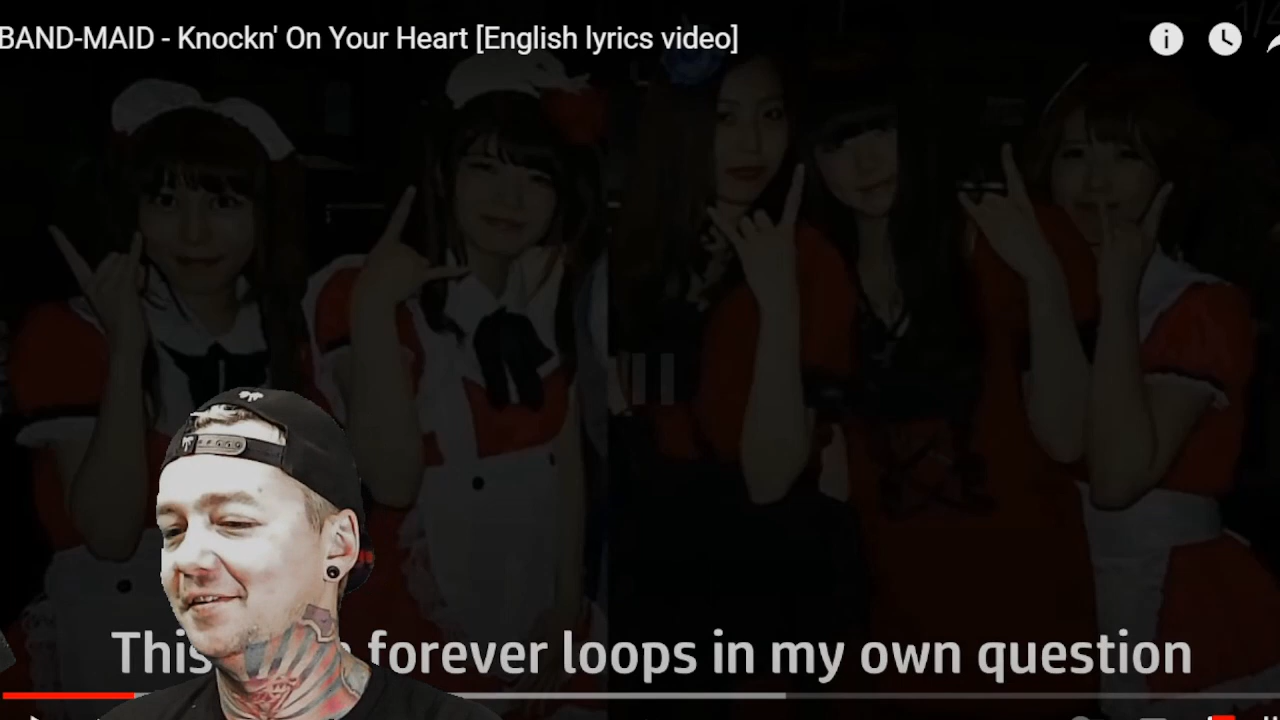 BAND-MAID - Knockn' On Your Heart [English lyrics video]
This forever loops in my own question